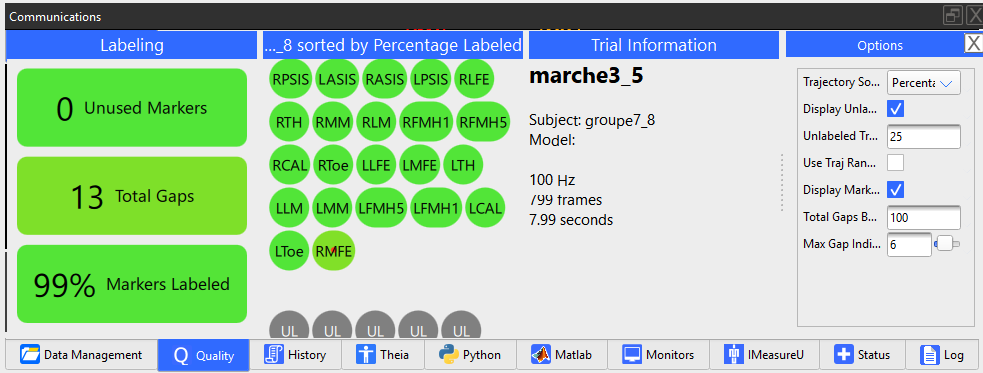 Communications
Labeling
..._8 sorted by Percentage Labeled
Trial Information
Options
X
0 Unused Markers
13 Total Gaps
99% Markers Labeled
RPSIS LASIS RASIS LPSIS RLFE
RTH RMM RLM RFMH1 RFMH5
RCAL RToe LLFE LMFE LTH
LLM LMM LFMH5 LFMH1 LCAL
LToe RMFE
UL UL UL UL UL
marche3_5
Subject: groupe7_8
Model:
100 Hz
799 frames
7.99 seconds
Trajectory So... Percenta
Display Unla...
Unlabeled Tr... 25
Use Traj Ran...
Display Mark...
Total Gaps B... 100
Max Gap Indi... 6
Data Management Q Quality History Theia Python Matlab Monitors IMeasureU Status Log